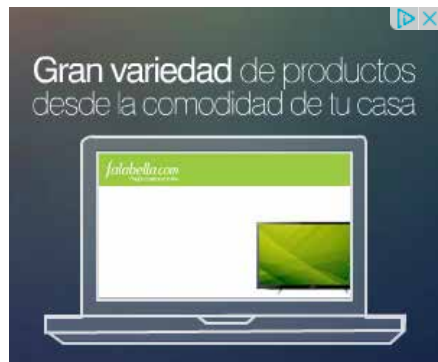 Gran variedad de productos
desde la comodidad de tu casa
falabella.com